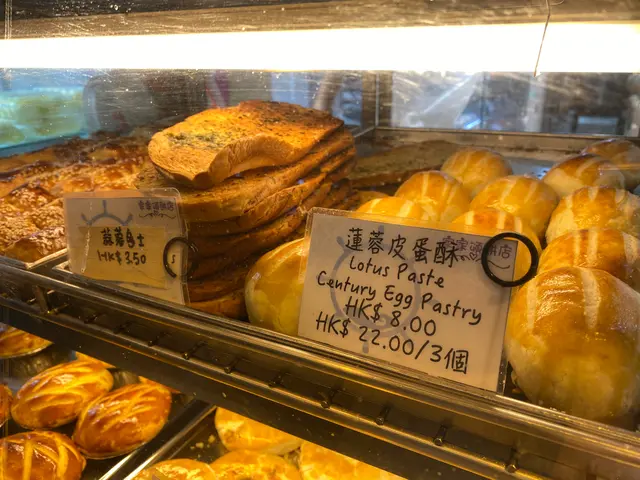 蒜蓉多士
HK$3.50
蓮蓉皮蛋酥
Lotus Paste
Century Egg Pastry
HK$ 8.00
HK$ 22.00/3個